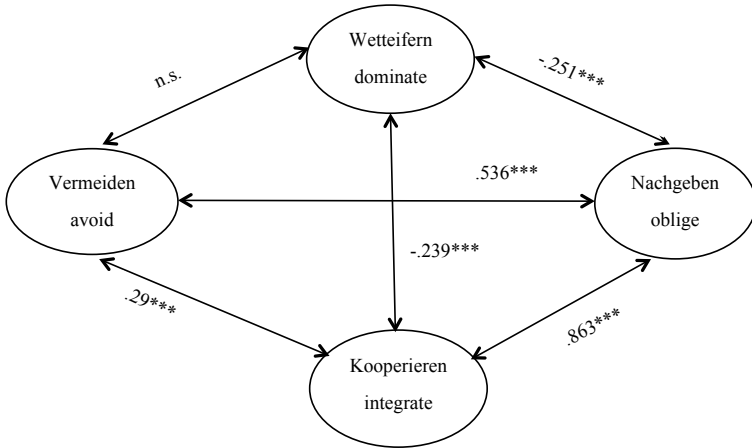 Wetteifern
dominate
n.s.
-.251***
Vermeiden
avoid
.536***
Nachgeben
oblige
-.239***
.29***
.863***
Kooperieren
integrate